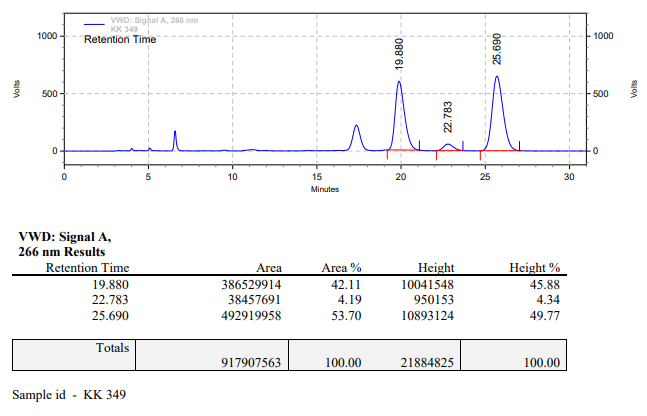 VWD: Signal A, 266 nm
KK 349
Retention Time
1000
500
0
Volts
19.880
22.783
25.690
1000
500
0
Volts
0 5 10 15 20 25 30
Minutes
VWD: Signal A,
266 nm Results
Retention Time Area Area % Height Height %
19.880 386529914 42.11 10041548 45.88
22.783 38457691 4.19 950153 4.34
25.690 492919958 53.70 10893124 49.77
Totals
917907563 100.00 21884825 100.00
Sample id - KK 349